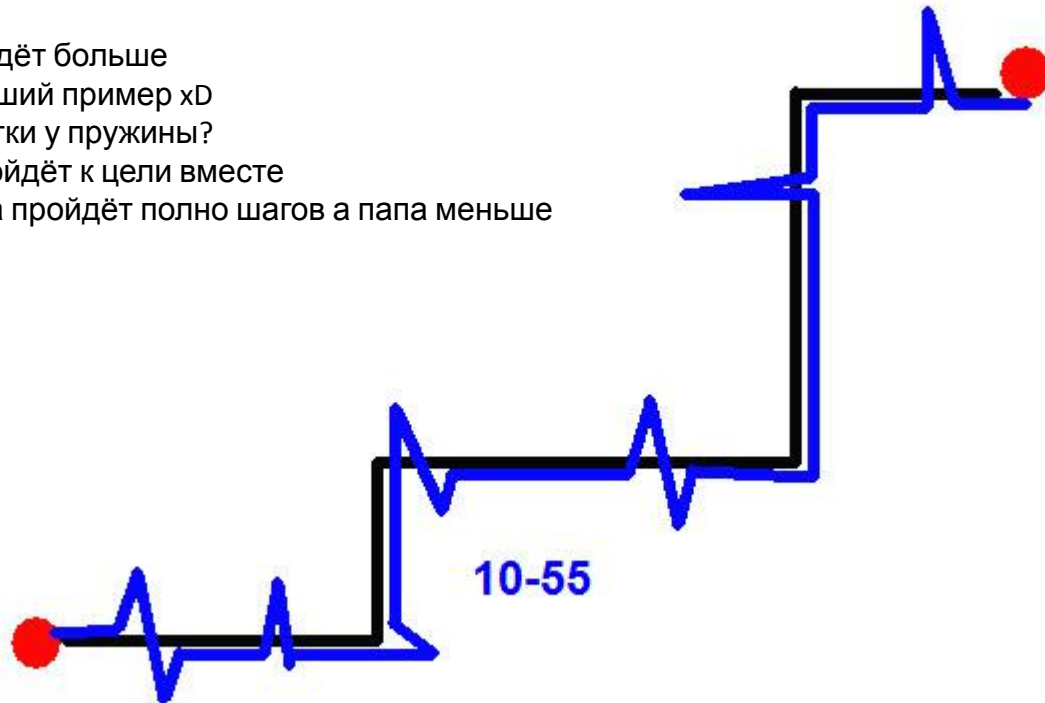 дёт больше
ший пример xD
тки у пружины?
йдёт к цели вместе
а пройдёт полно шагов а папа меньше
10-55